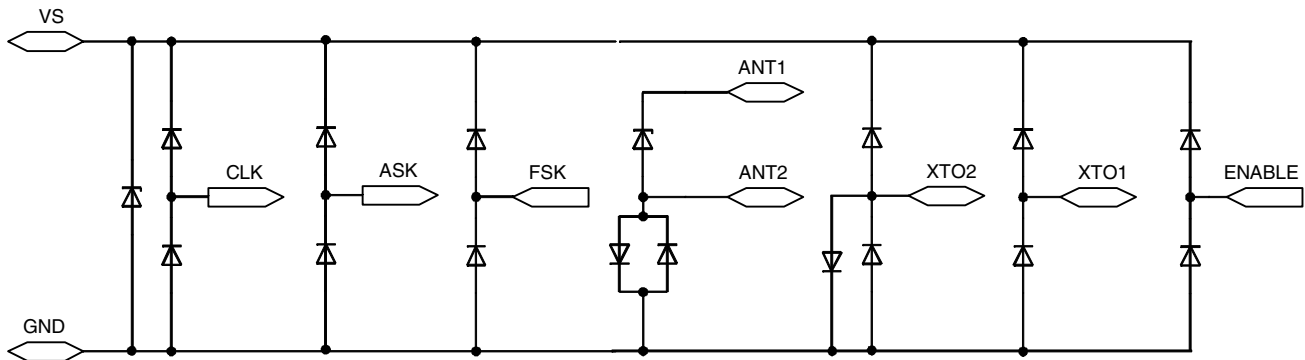 VS
ANT1
CLK
ASK
FSK
ANT2
XTO2
XTO1
ENABLE
GND